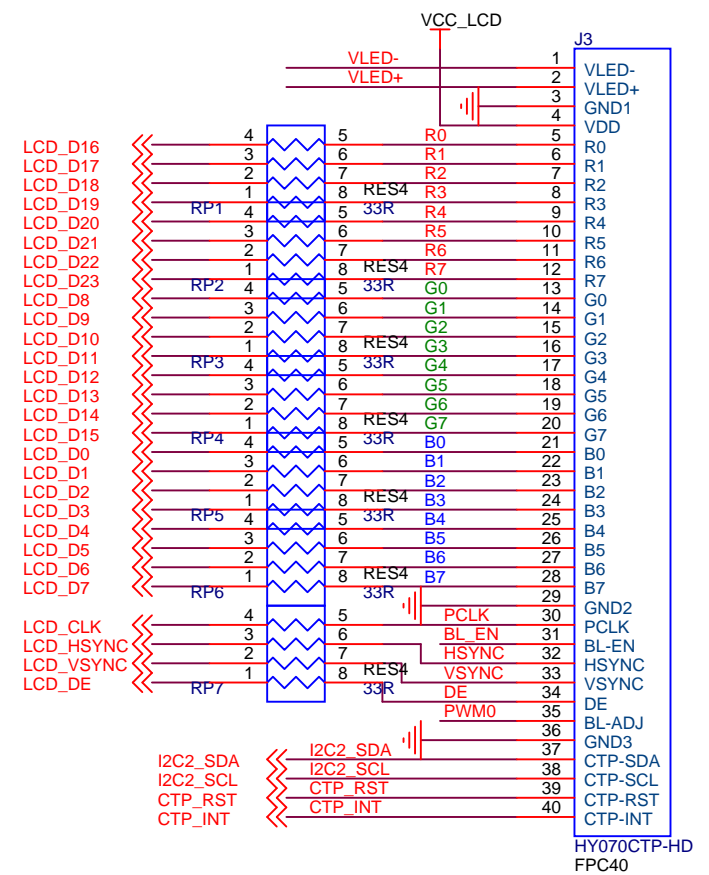 VCC_LCD
J3
VLED- 1 VLED-
VLED+ 2 VLED+
3 GND1
4 VDD
LCD_D16 4 5 R0 5 R0
LCD_D17 3 6 R1 6 R1
LCD_D18 2 7 R2 7 R2
LCD_D19 RP1 1 8 RES4 33R R3 8 R3
LCD_D20 4 5 R4 9 R4
LCD_D21 3 6 R5 10 R5
LCD_D22 2 7 R6 11 R6
LCD_D23 RP2 1 8 RES4 33R R7 12 R7
LCD_D8 4 5 G0 13 G0
LCD_D9 3 6 G1 14 G1
LCD_D10 2 7 G2 15 G2
LCD_D11 RP3 1 8 RES4 33R G3 16 G3
LCD_D12 4 5 G4 17 G4
LCD_D13 3 6 G5 18 G5
LCD_D14 2 7 G6 19 G6
LCD_D15 RP4 1 8 RES4 33R G7 20 G7
LCD_D0 4 5 B0 21 B0
LCD_D1 3 6 B1 22 B1
LCD_D2 2 7 B2 23 B2
LCD_D3 RP5 1 8 RES4 33R B3 24 B3
LCD_D4 4 5 B4 25 B4
LCD_D5 3 6 B5 26 B5
LCD_D6 2 7 B6 27 B6
LCD_D7 RP6 1 8 RES4 33R B7 28 B7
29 GND2
LCD_CLK 4 5 PCLK 30 PCLK
BL_EN 31 BL-EN
LCD_HSYNC 3 6 HSYNC 32 HSYNC
LCD_VSYNC 2 7 VSYNC 33 VSYNC
LCD_DE RP7 1 8 RES4 33R DE 34 DE
PWM0 35 BL-ADJ
36 GND3
I2C2_SDA I2C2_SDA 37 CTP-SDA
I2C2_SCL I2C2_SCL 38 CTP-SCL
CTP_RST CTP_RST 39 CTP-RST
CTP_INT CTP_INT 40 CTP-INT
HY070CTP-HD
FPC40